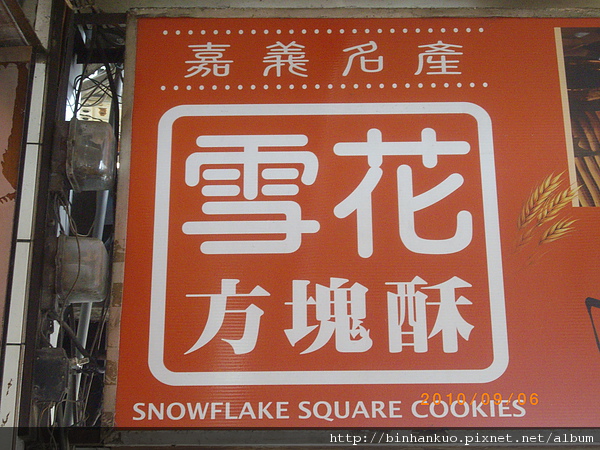 嘉義名產
雪花
方塊酥
SNOWFLAKE SQUARE COOKIES
2010/09/06
http://binhankuo.pixnet.net/album